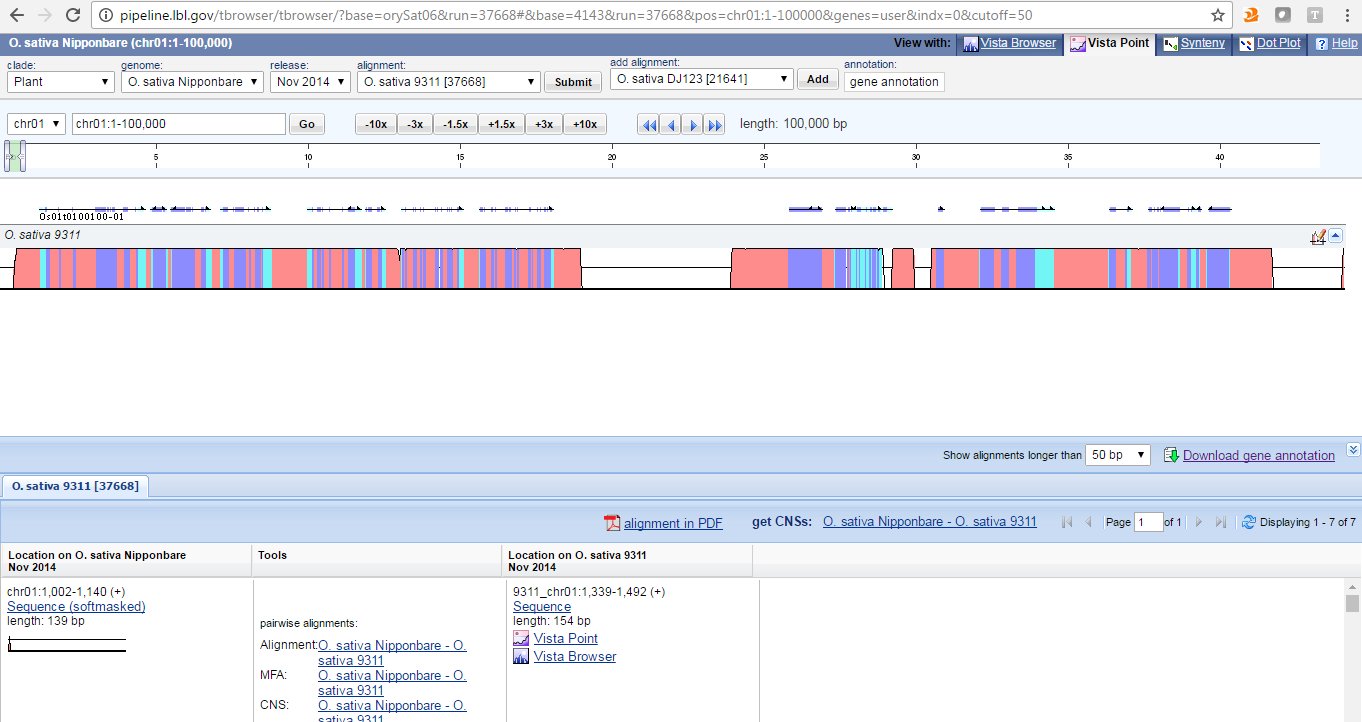 pipeline.lbl.gov/tbrowser/tbrowser/?base=orySat06&run=37668#&base=4143&run=37668&pos=chr01:1-100000&genes=user&indx=0&cutoff=50
O. sativa Nipponbare (chr01:1-100,000) View with: Vista Browser Vista Point Synteny Dot Plot ? Help
clade: genome: release: alignment: add alignment: annotation:
Plant O. sativa Nipponbare Nov 2014 O. sativa 9311 [37668] Submit O. sativa DJ123 [21641] Add gene annotation
chr01 chr01:1-100,000 Go -10x -3x -1.5x +1.5x +3x +10x length: 100,000 bp
5 10 15 20 25 30 35 40
Os01t0100100-01
O. sativa 9311
Show alignments longer than 50 bp Download gene annotation
O. sativa 9311 [37668]
alignment in PDF get CNSs: O. sativa Nipponbare - O. sativa 9311 Page 1 of 1 Displaying 1 - 7 of 7
Location on O. sativa Nipponbare
Nov 2014
Tools
Location on O. sativa 9311
Nov 2014
chr01:1,002-1,140 (+)
Sequence (softmasked)
length: 139 bp
pairwise alignments:
Alignment: O. sativa Nipponbare - O.
sativa 9311
MFA: O. sativa Nipponbare - O.
sativa 9311
CNS: O. sativa Nipponbare - O.
sativa 9311
9311_chr01:1,339-1,492 (+)
Sequence
length: 154 bp
Vista Point
Vista Browser